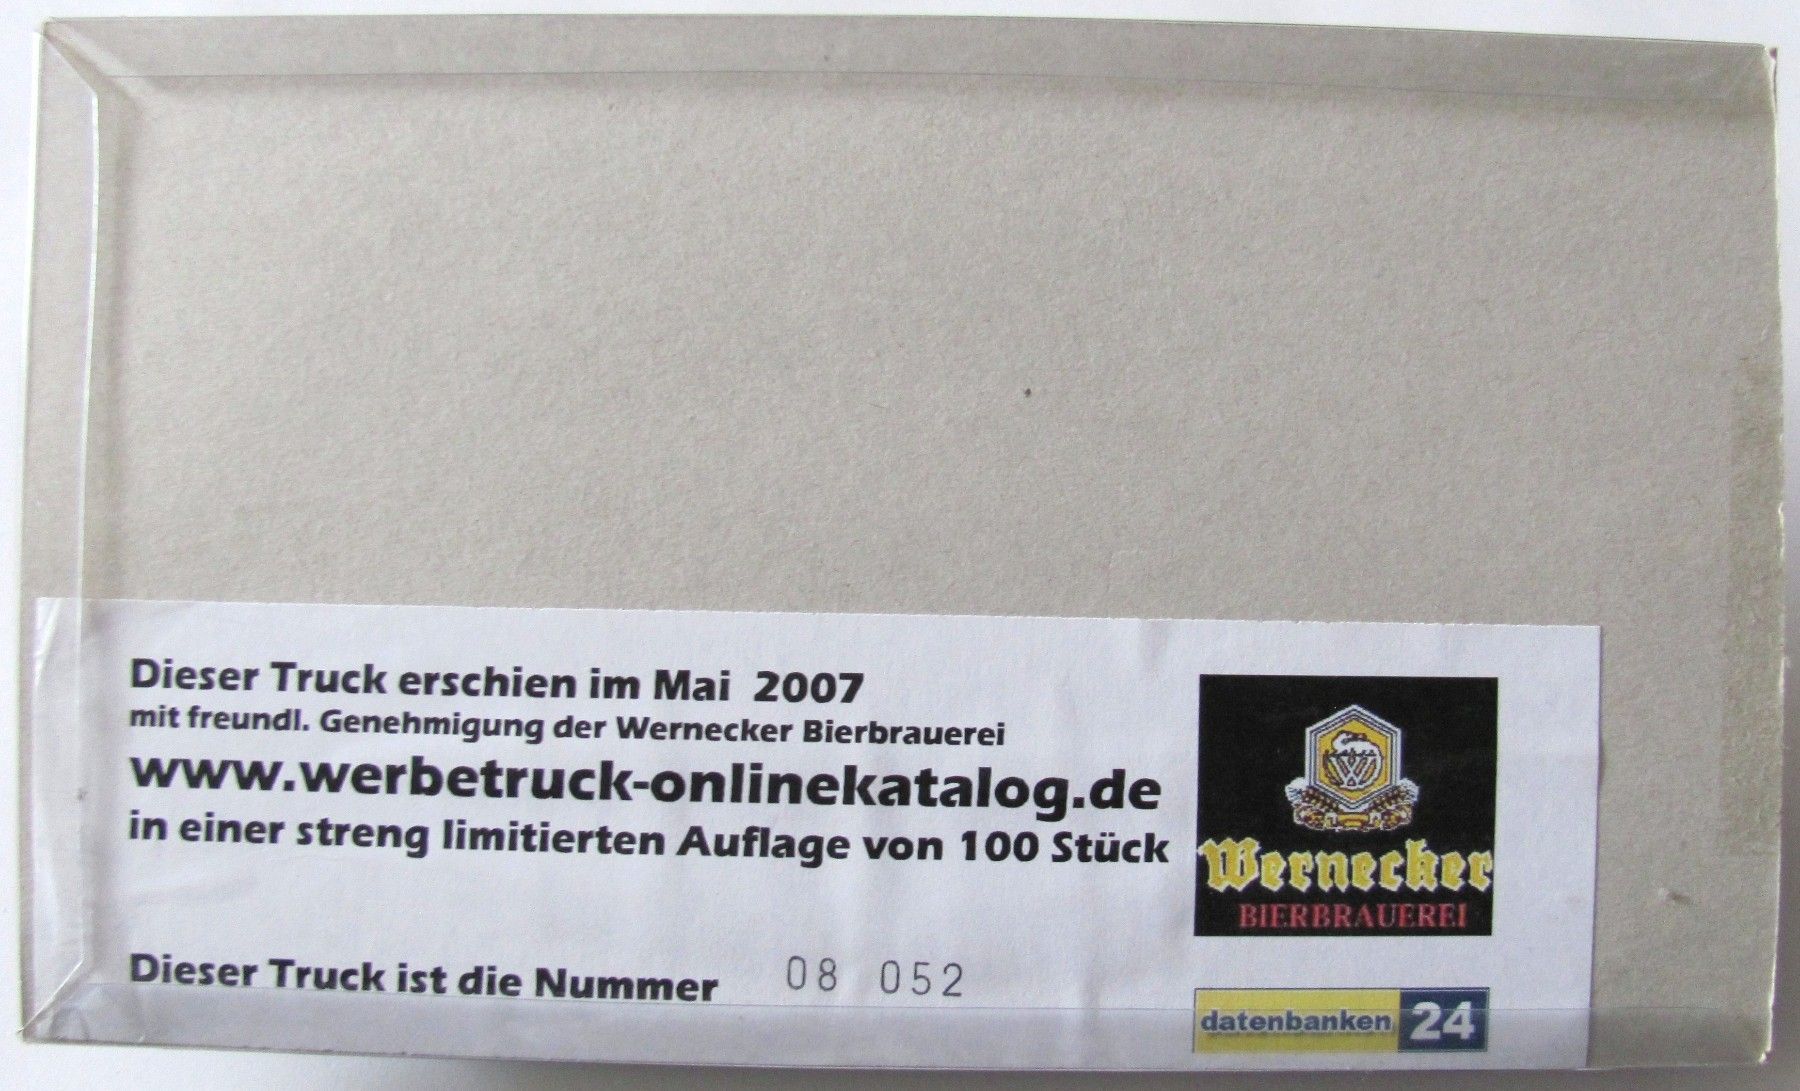 Dieser Truck erschien im Mai 2007
mit freundl. Genehmigung der Wernecker Bierbrauerei
www.werbetruck-onlinekatalog.de
in einer streng limitierten Auflage von 100 Stück
Dieser Truck ist die Nummer 08 052
W
Wernecker
BIERBRAUEREI
datenbanken 24